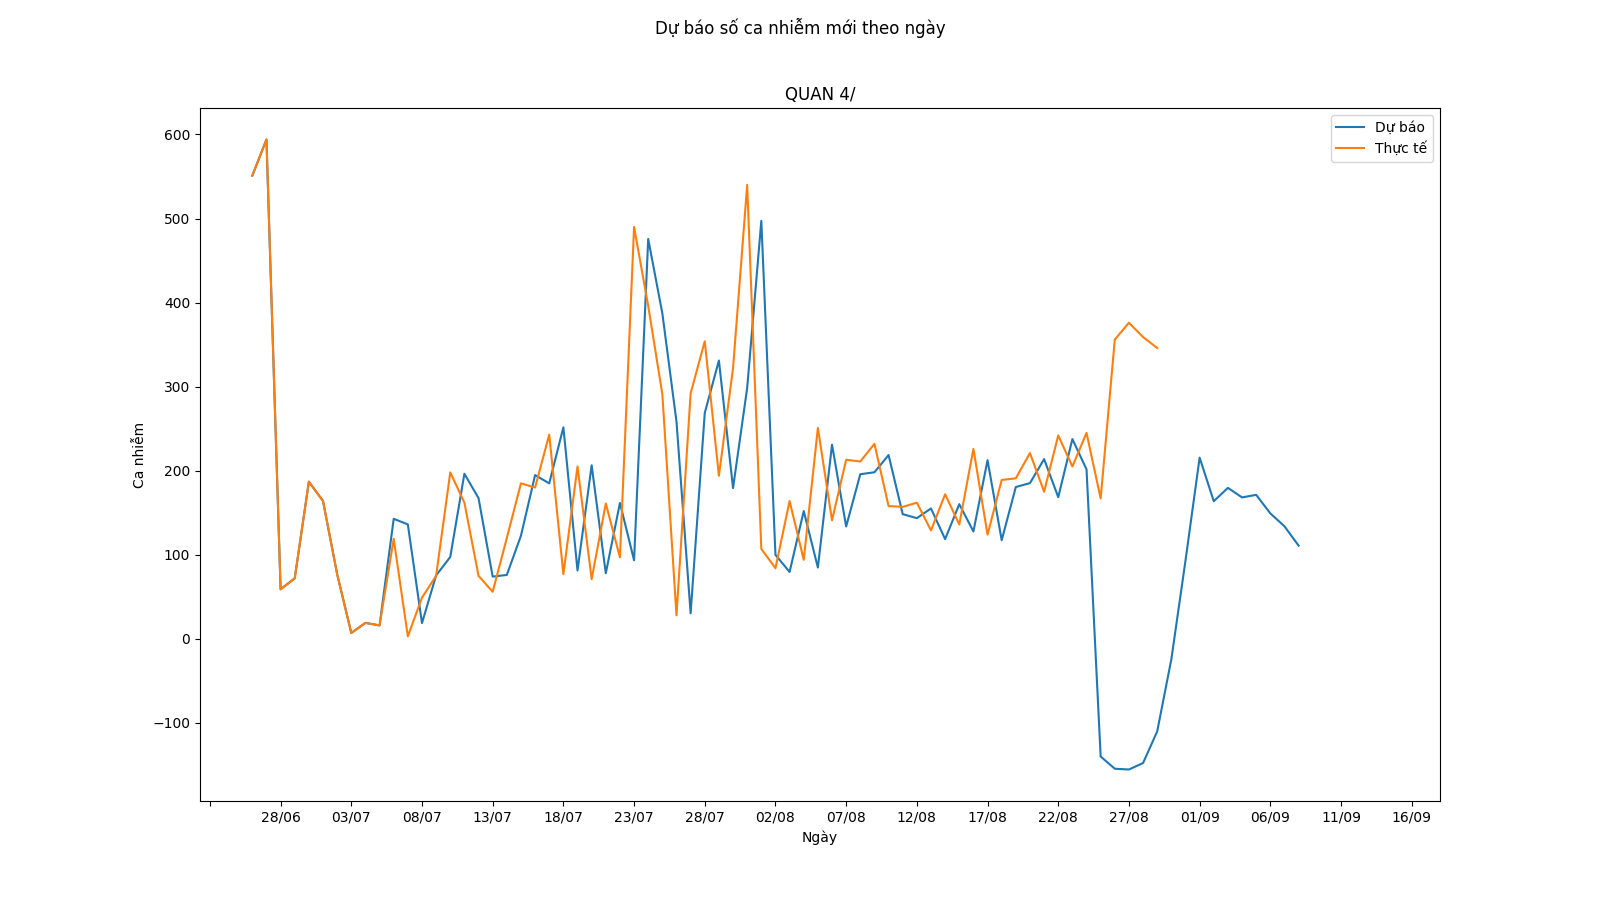 Dự báo số ca nhiễm mới theo ngày
QUAN 4/
Dự báo
Thực tế
600
500
400
300
200
100
0
−100
Ca nhiễm
28/06 03/07 08/07 13/07 18/07 23/07 28/07 02/08 07/08 12/08 17/08 22/08 27/08 01/09 06/09 11/09 16/09
Ngày